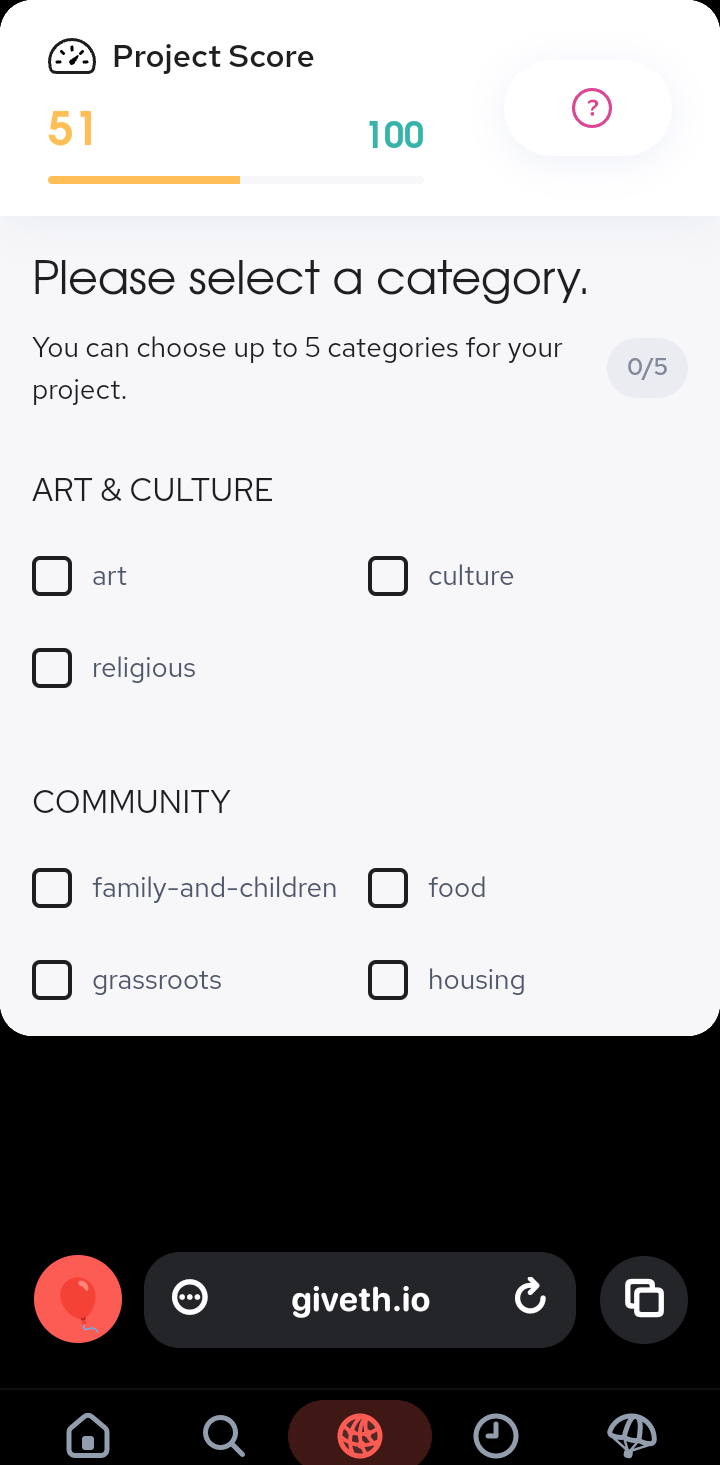 Project Score
51
100
?
Please select a category.
You can choose up to 5 categories for your
project.
0/5
ART & CULTURE
art
culture
religious
COMMUNITY
family-and-children
food
grassroots
housing
giveth.io